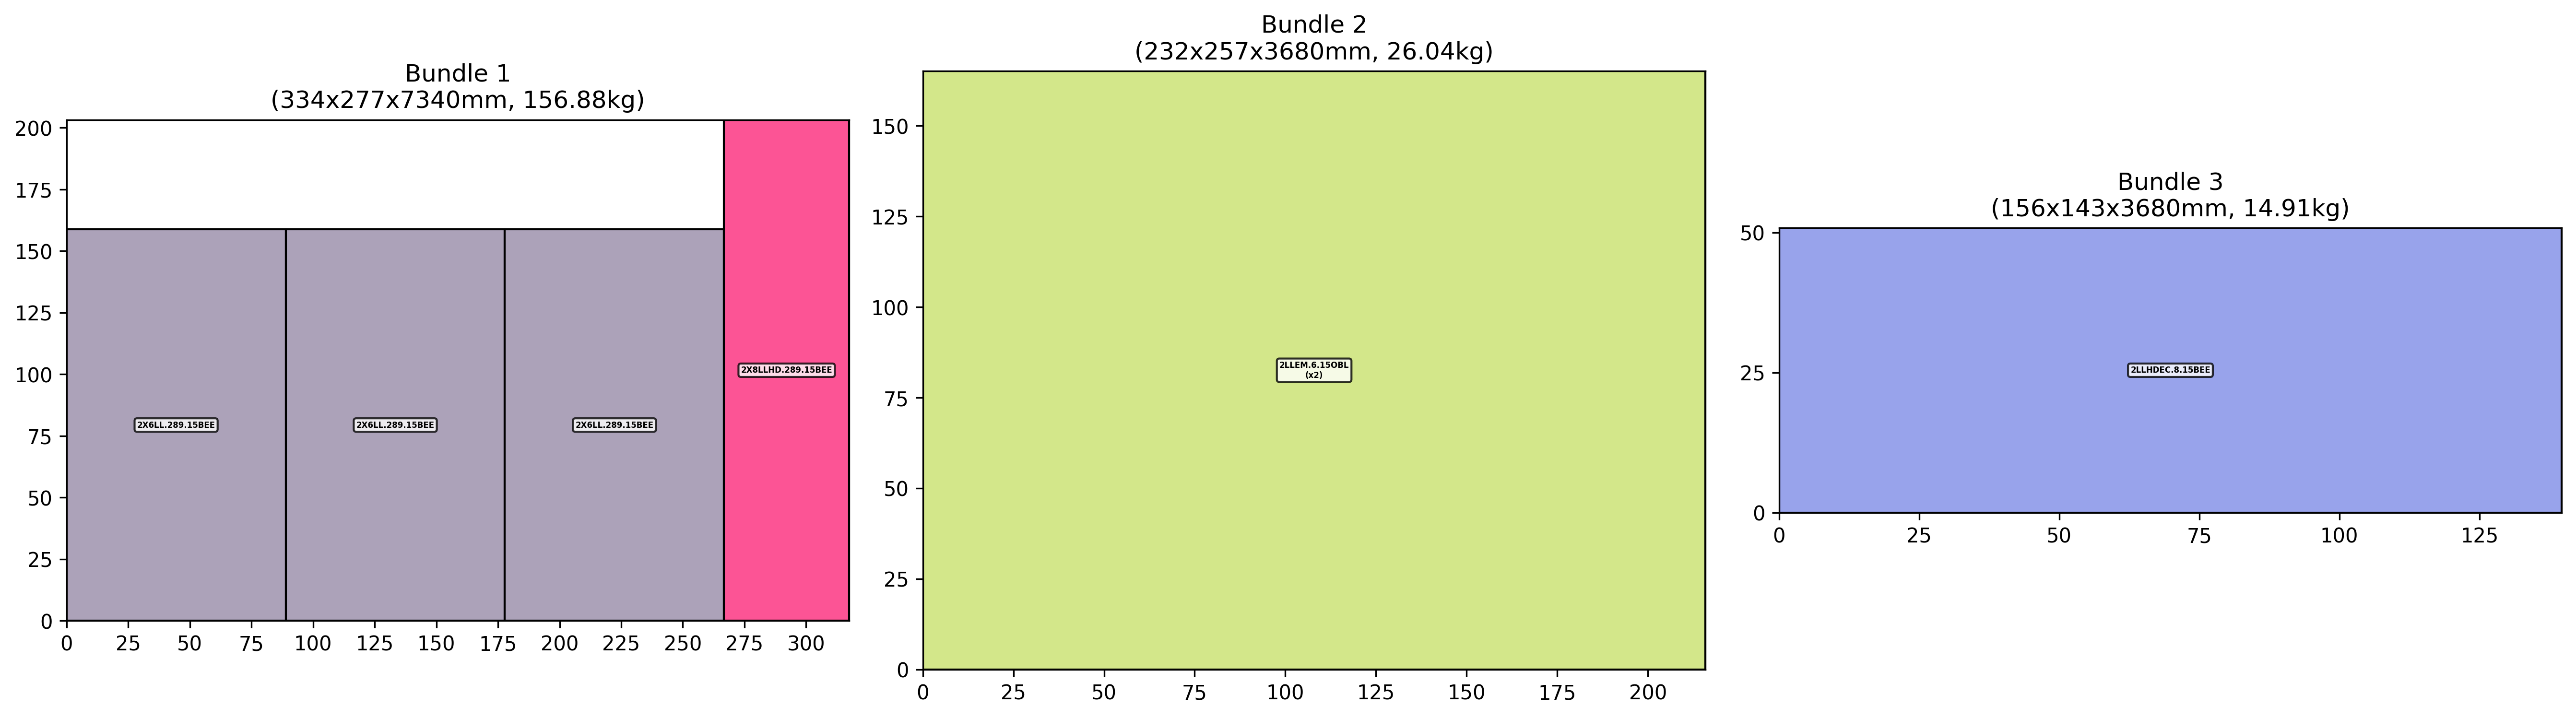 Bundle 1
(334x277x7340mm, 156.88kg)
200
175
150
125
100
75
50
25
0
2X6LL.289.15BEE
2X6LL.289.15BEE
2X6LL.289.15BEE
2X8LLHD.289.15BEE
0 25 50 75 100 125 150 175 200 225 250 275 300
Bundle 2
(232x257x3680mm, 26.04kg)
150
125
100
75
50
25
0
2LLEM.6.15OBL
(x2)
0 25 50 75 100 125 150 175 200
Bundle 3
(156x143x3680mm, 14.91kg)
50
25
0
2LLHDEC.8.15BEE
0 25 50 75 100 125